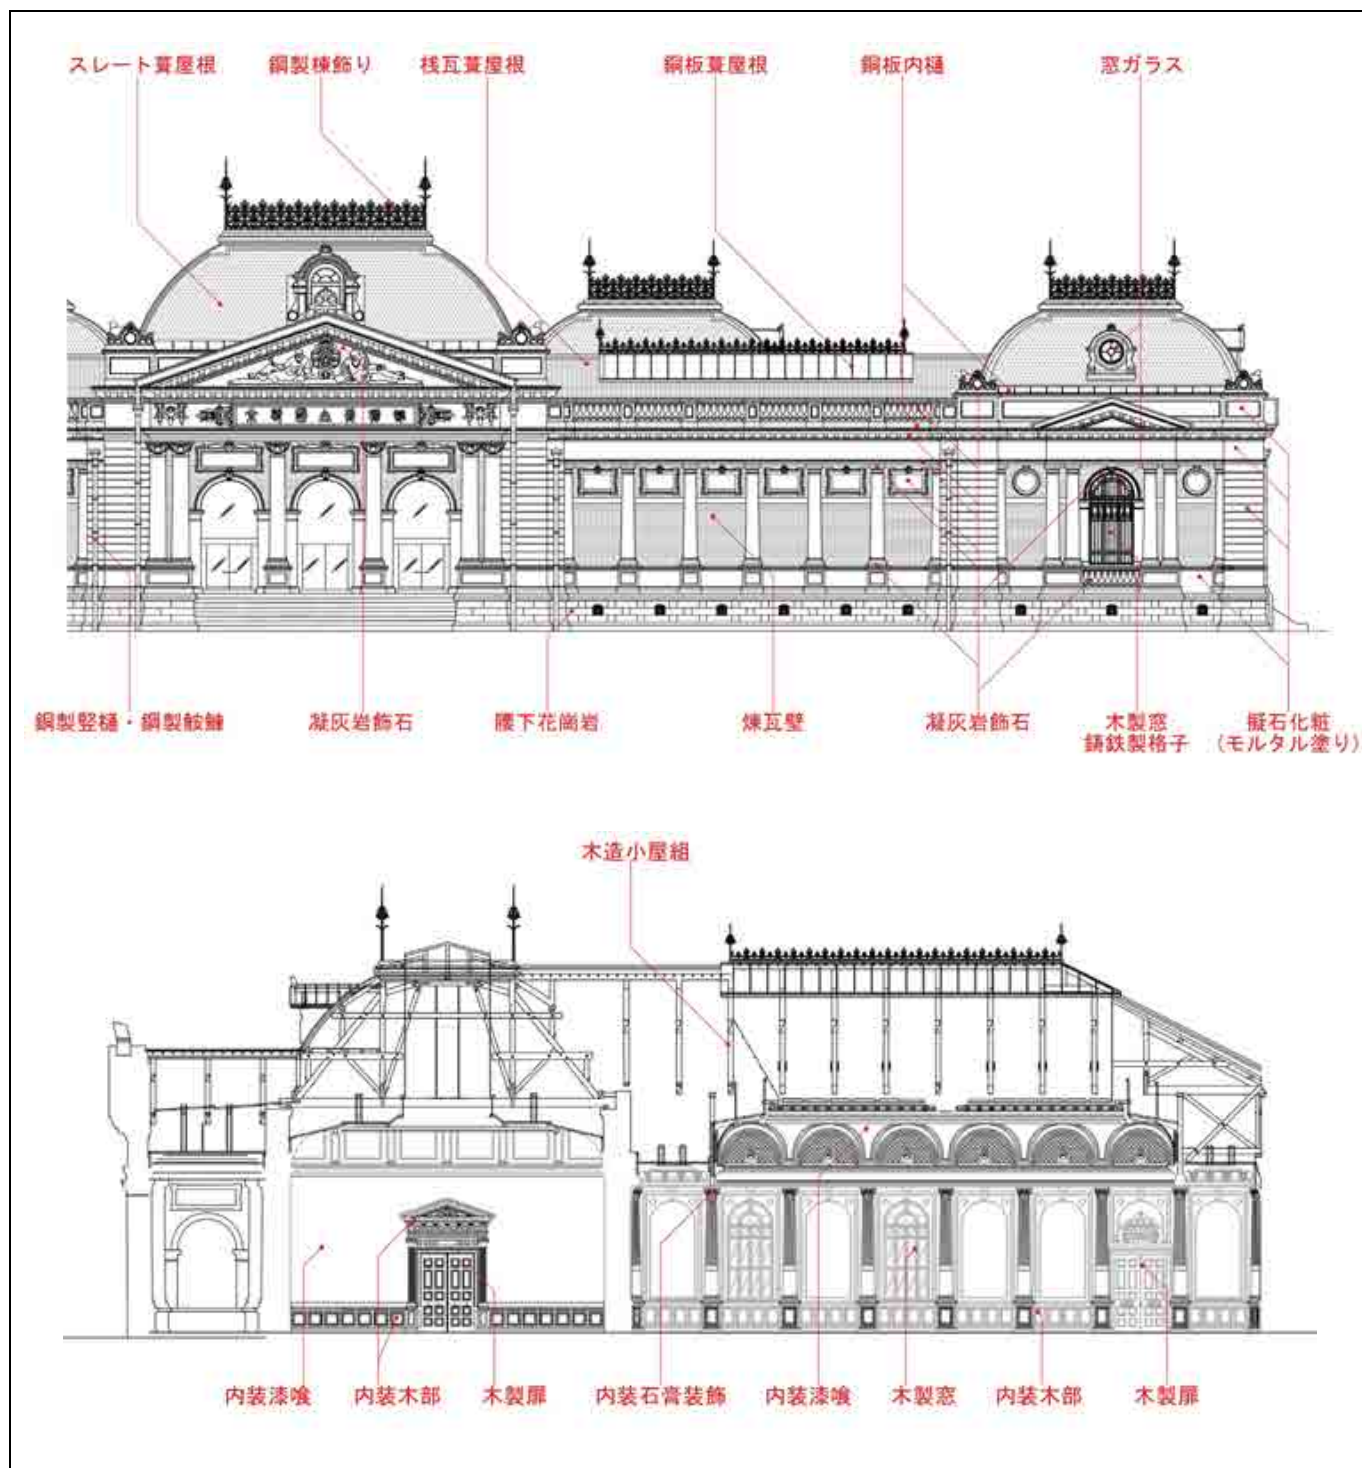 スレート葺屋根 鋼製棟飾り 桟瓦葺屋根 銅板葺屋根 銅板内樋 窓ガラス
銅製竪樋・銅製鮟鱇 凝灰岩飾石 腰下花崗岩 煉瓦壁 凝灰岩飾石 木製窓 擬石化粧
鋳鉄製格子 (モルタル塗り)
木造小屋組
内装漆喰 内装木部 木製扉 内装石膏装飾 内装漆喰 木製窓 内装木部 木製扉